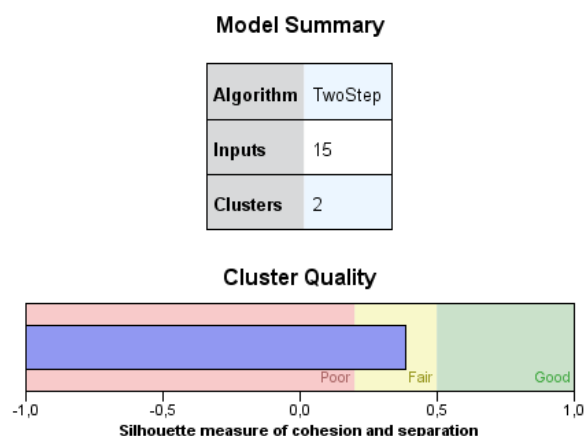 Model Summary
Algorithm TwoStep
Inputs 15
Clusters 2
Cluster Quality
Poor Fair Good
-1,0 -0,5 0,0 0,5 1,0
Silhouette measure of cohesion and separation